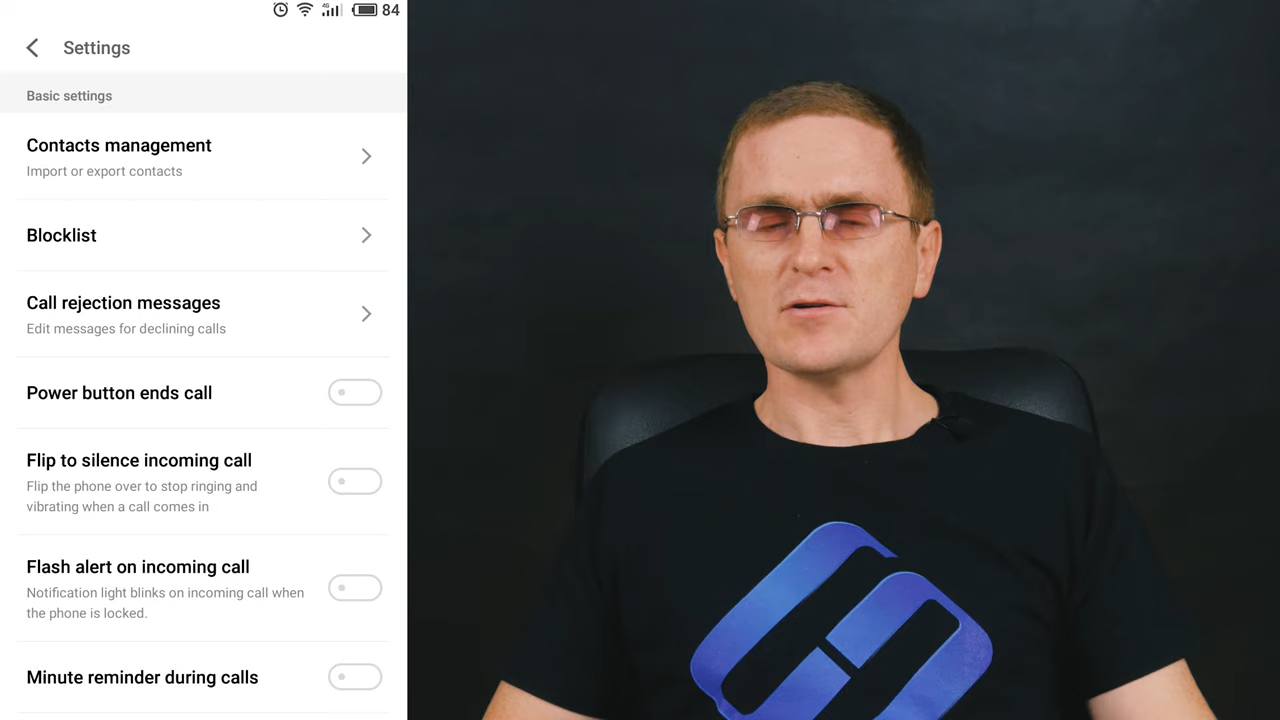 4G 84
Settings
Basic settings
Contacts management
Import or export contacts
Blocklist
Call rejection messages
Edit messages for declining calls
Power button ends call
Flip to silence incoming call
Flip the phone over to stop ringing and
vibrating when a call comes in
Flash alert on incoming call
Notification light blinks on incoming call when
the phone is locked.
Minute reminder during calls